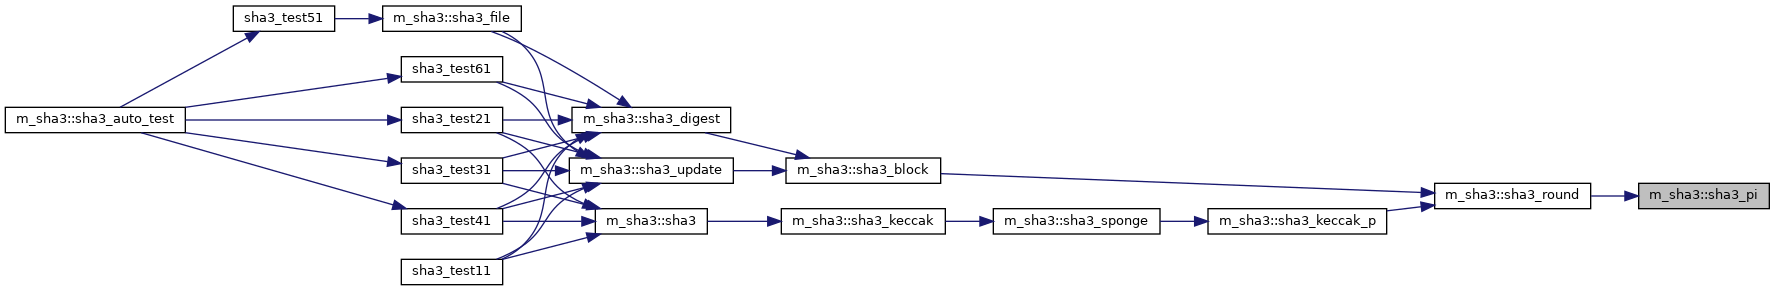 sha3_test51
m_sha3::sha3_file
sha3_test61
m_sha3::sha3_auto_test
sha3_test21
m_sha3::sha3_digest
sha3_test31
m_sha3::sha3_update
m_sha3::sha3_block
m_sha3::sha3_round
m_sha3::sha3_pi
sha3_test41
m_sha3::sha3
m_sha3::sha3_keccak
m_sha3::sha3_sponge
m_sha3::sha3_keccak_p
sha3_test11